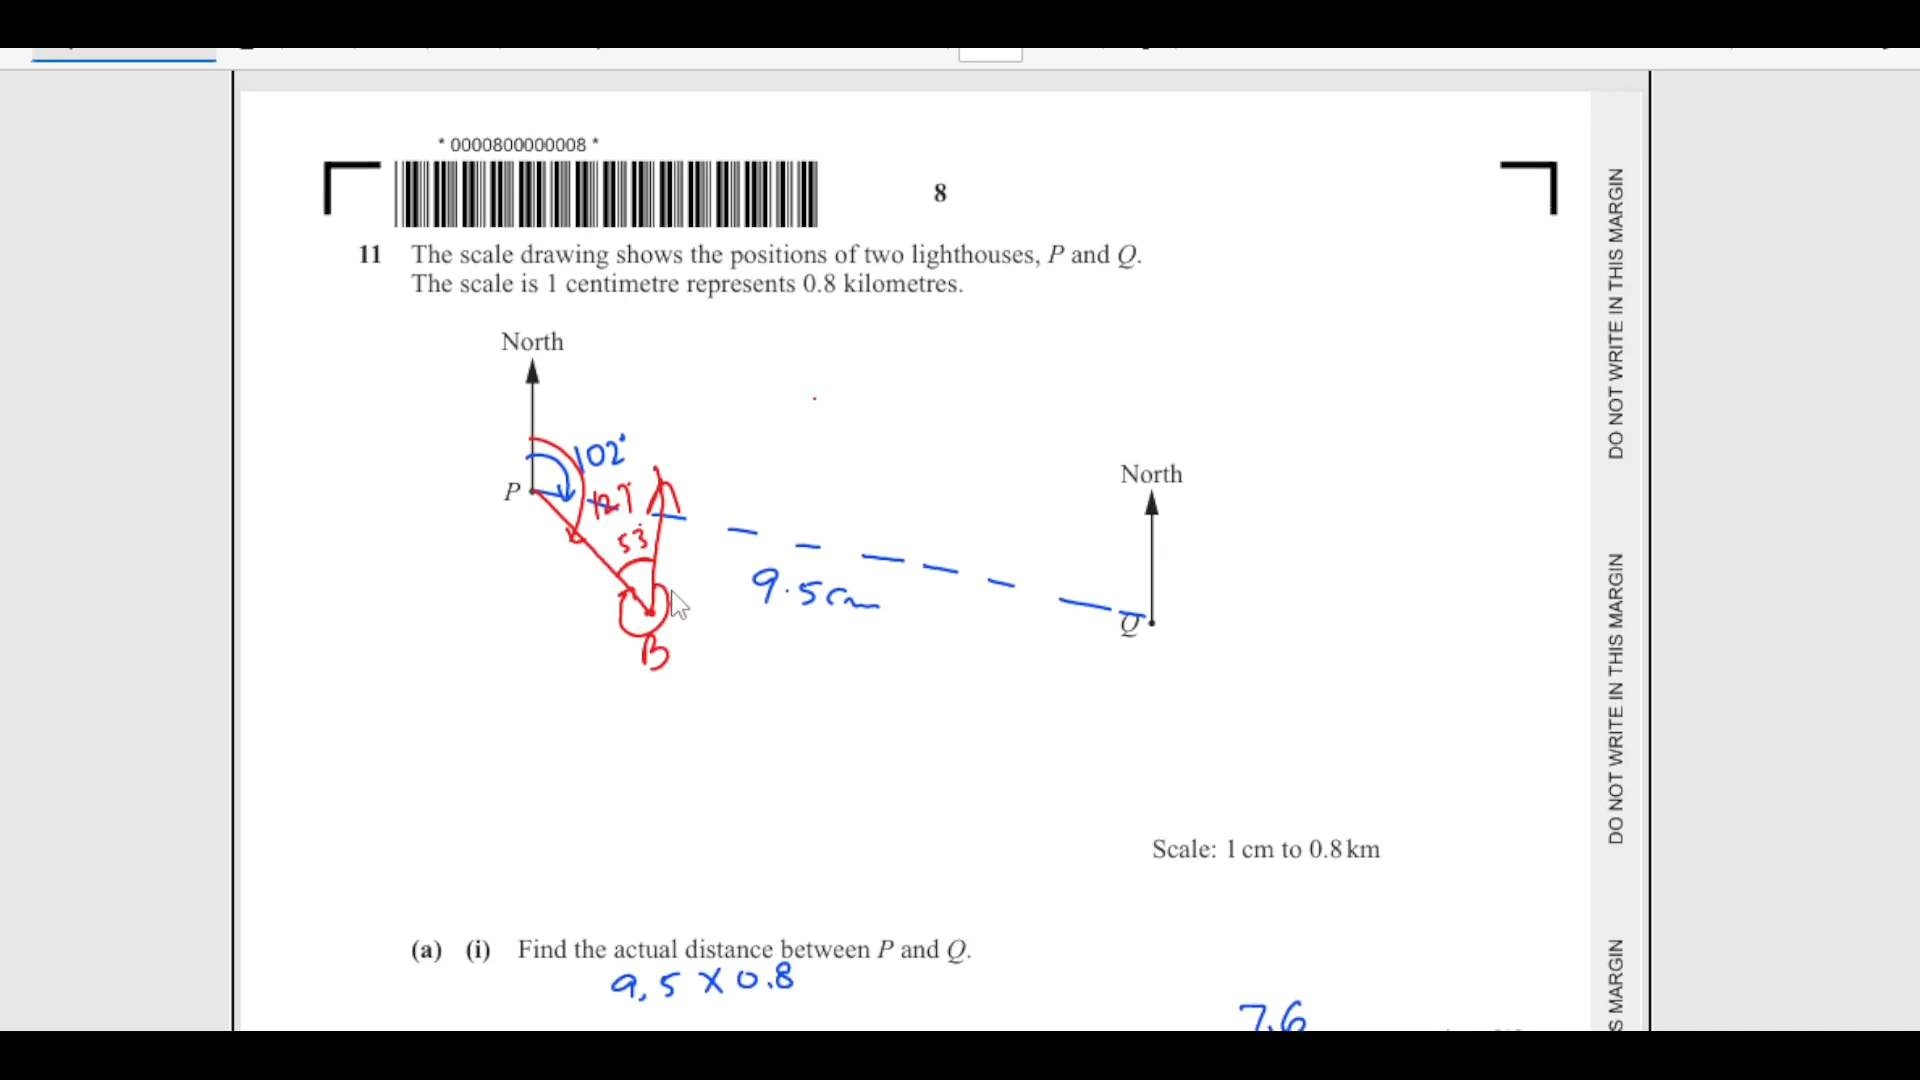 * 0000800000008 *
8
11 The scale drawing shows the positions of two lighthouses, P and Q.
The scale is 1 centimetre represents 0.8 kilometres.
North
102°
P
127
53°
North
9.5cm
Q
B
Scale: 1 cm to 0.8 km
(a) (i) Find the actual distance between P and Q.
9.5 × 0.8
7.6
DO NOT WRITE IN THIS MARGIN
DO NOT WRITE IN THIS MARGIN
S MARGIN